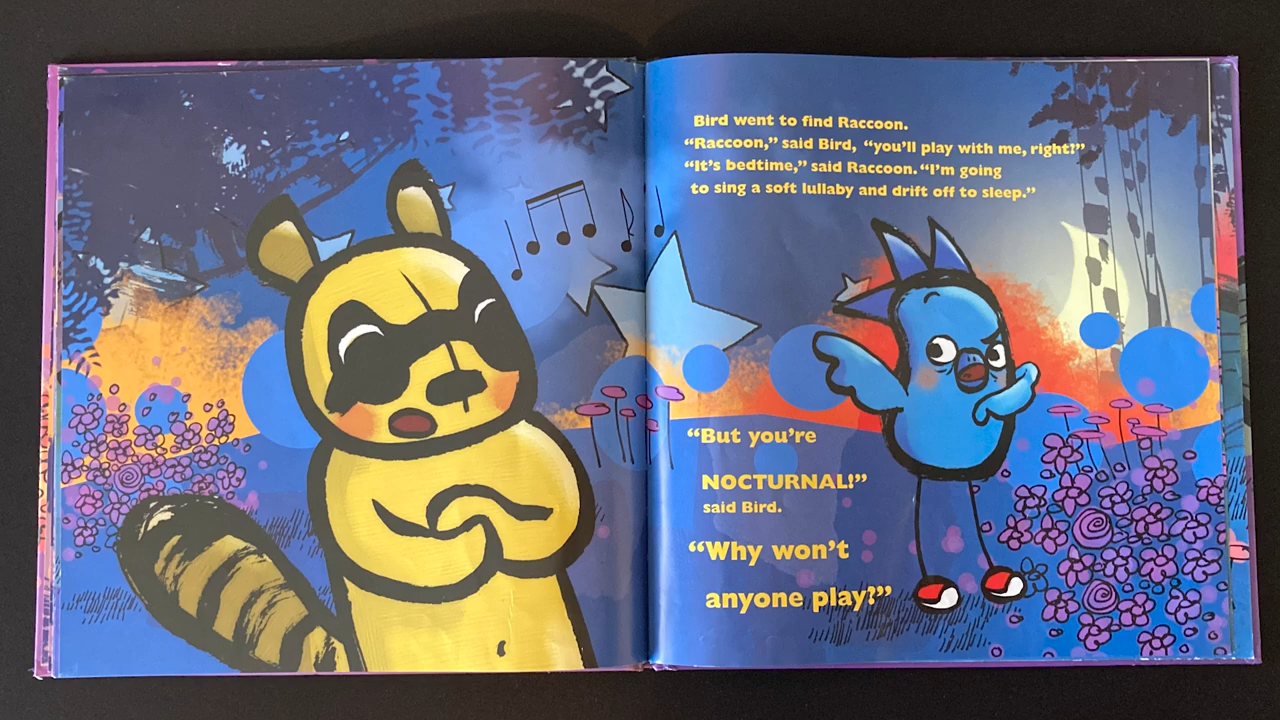 Bird went to find Raccoon.
“Raccoon,” said Bird, “you’ll play with me, right?”
“It’s bedtime,” said Raccoon. “I’m going
to sing a soft lullaby and drift off to sleep.”
“But you’re
NOCTURNAL!”
said Bird.
“Why won’t
anyone play?”